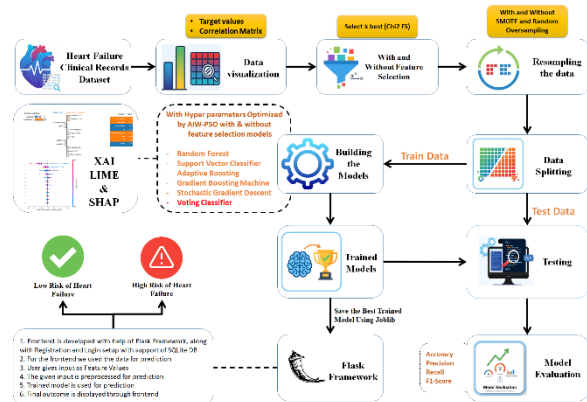 Target values
Correlation Matrix
Select k best (Chi2 FS)
With and Without
SMOTE and Random
Oversampling
Heart Failure
Clinical Records
Dataset
Data
visualization
With and
Without Feature
Selection
Resampling
the data
XAI
LIME
&
SHAP
With Hyper parameters Optimized
by AIW-PSO with & without
feature selection models
- Random Forest
- Support Vector Classifier
- Adaptive Boosting
- Gradient Boosting Machine
- Stochastic Gradient Descent
- Voting Classifier
Building
the
Models
Train Data
Data
Splitting
Test Data
Low Risk of Heart
Failure
High Risk of Heart
Failure
Trained
Models
Testing
Save the Best Trained
Model Using Joblib
1. Frontend is developed with help of Flask Framework, along
with Registration and Login setup with support of SQLite DB
2. For the frontend we used the data for prediction
3. User gives input as Feature Values
4. The given input is preprocessed for prediction
5. Trained model is used for prediction
6. Final outcome is displayed through frontend
Flask
Framework
Accuracy
Precision
Recall
F1-Score
Model Evaluation
Model
Evaluation